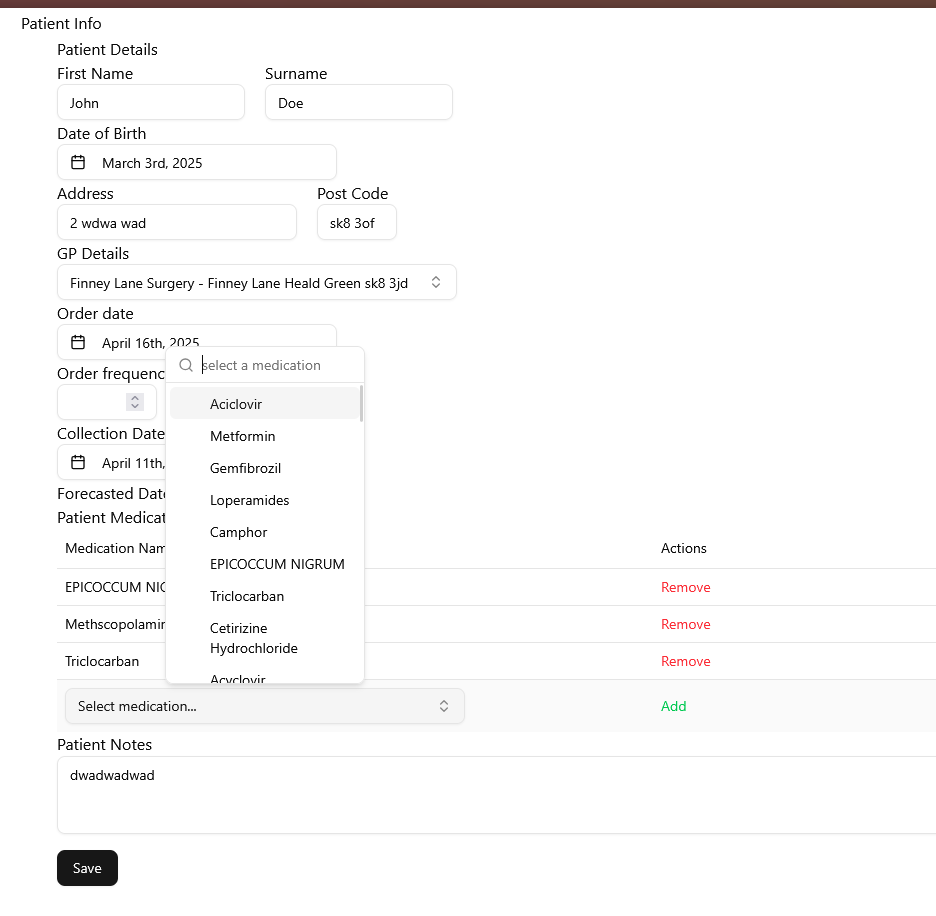 Patient Info
Patient Details
First Name Surname
John Doe
Date of Birth
March 3rd, 2025
Address Post Code
2 wdwa wad sk8 3of
GP Details
Finney Lane Surgery - Finney Lane Heald Green sk8 3jd
Order date
April 16th, 2025
select a medication
Order frequenc
Aciclovir
Metformin
Collection Date
April 11th,
Gemfibrozil
Forecasted Date
Loperamides
Patient Medicat
Camphor
Medication Nam Actions
EPICOCCUM NIGRUM
EPICOCCUM NIG Remove
Triclocarban
Methscopolamin Remove
Cetirizine
Hydrochloride
Triclocarban Remove
Acyclovir
Select medication... Add
Patient Notes
dwadwadwad
Save